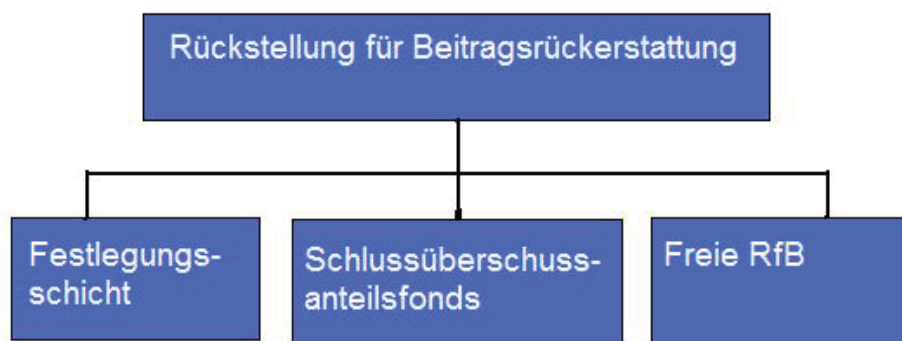 Rückstellung für Beitragsrückerstattung
Festlegungs-
schicht
Schlussüberschuss-
anteilsfonds
Freie RfB